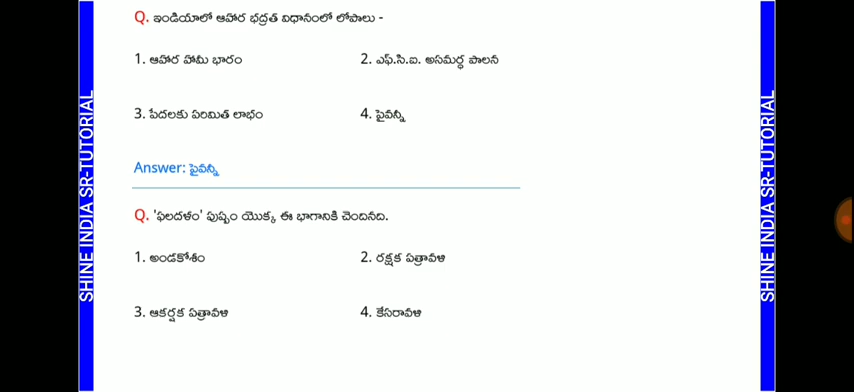 Q. ఇండియాలో ఆహార భద్రత విధానంలో లోపాలు -
1. ఆహార హామీ భారం 2. ఎఫ్.సి.ఐ. అసమర్ధ పాలన
3. పేదలకు పరిమిత లాభం 4. పైవన్నీ
Answer: పైవన్నీ
Q. 'ఫలదళం' పుష్పం యొక్క ఈ భాగానికి చెందినది.
1. అండకోశం 2. రక్షక పత్రావళి
3. ఆకర్షక పత్రావళి 4. కేసరావళి
SHINE INDIA SR-TUTORIAL
SHINE INDIA SR-TUTORIAL